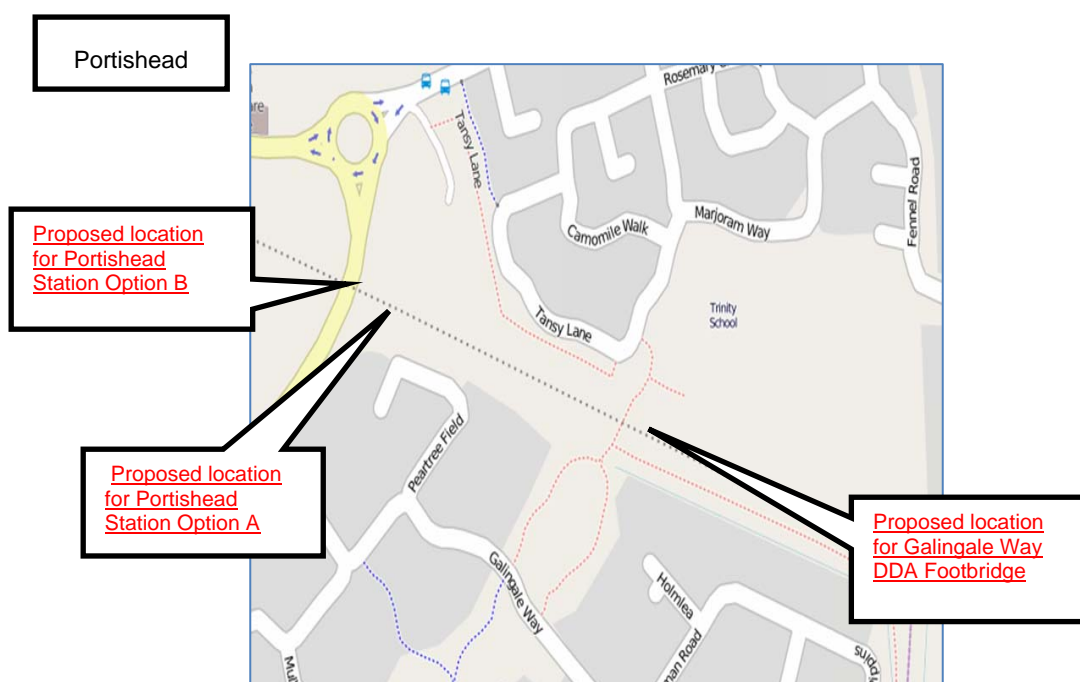 Portishead
Rosemary
Tansy Lane
Fennel Road
Proposed location
for Portishead
Station Option B
Camomile Walk
Marjoram Way
Trinity
School
Tansy Lane
Proposed location
for Portishead
Station Option A
Peartree Field
Proposed location
for Galingale Way
DDA Footbridge
Galingale Way
Holmlea
Road